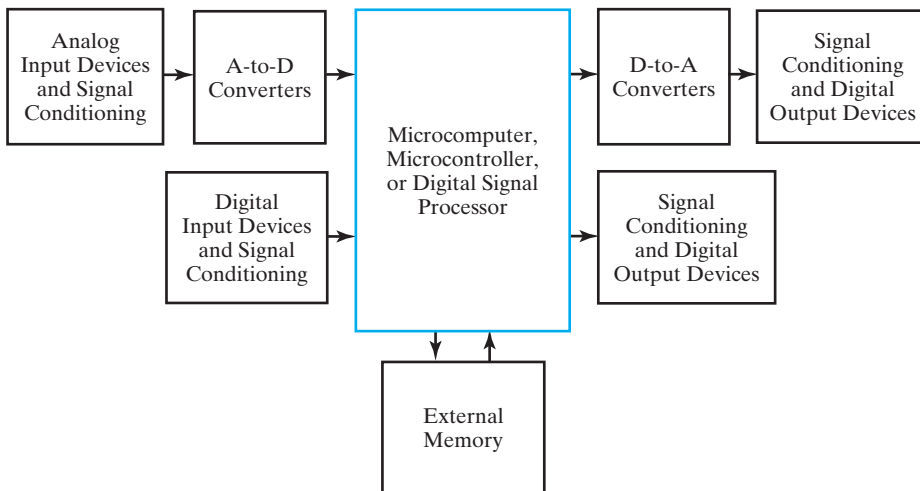 Analog
Input Devices
and Signal
Conditioning
A-to-D
Converters
Microcomputer,
Microcontroller,
or Digital Signal
Processor
D-to-A
Converters
Signal
Conditioning
and Digital
Output Devices
Digital
Input Devices
and Signal
Conditioning
Signal
Conditioning
and Digital
Output Devices
External
Memory